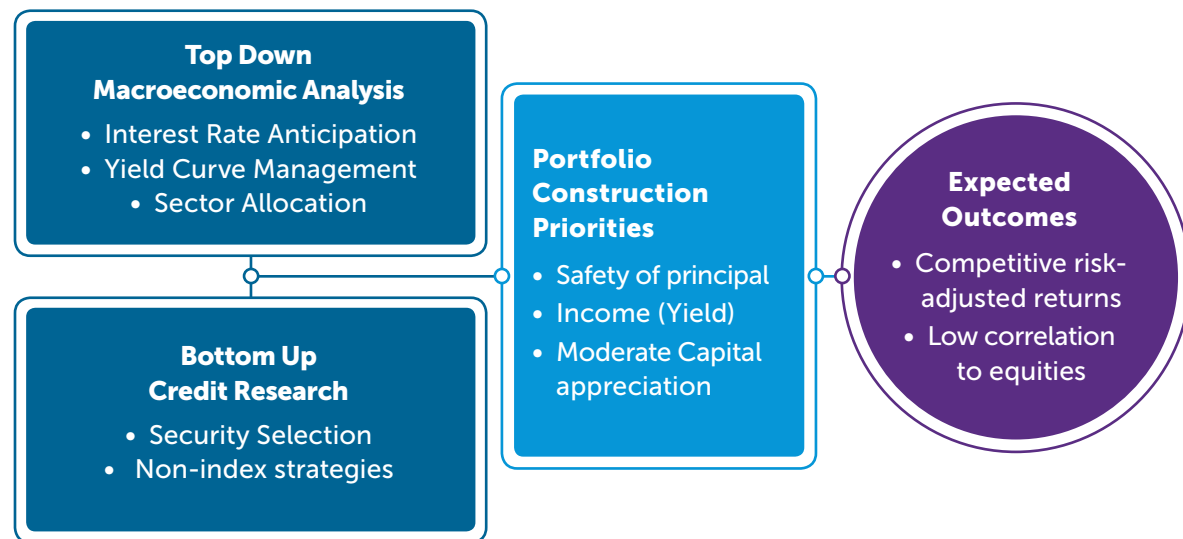 Top Down
Macroeconomic Analysis
• Interest Rate Anticipation
• Yield Curve Management
• Sector Allocation
Bottom Up
Credit Research
• Security Selection
• Non-index strategies
Portfolio
Construction
Priorities
• Safety of principal
• Income (Yield)
• Moderate Capital
appreciation
Expected
Outcomes
• Competitive risk-
adjusted returns
• Low correlation
to equities